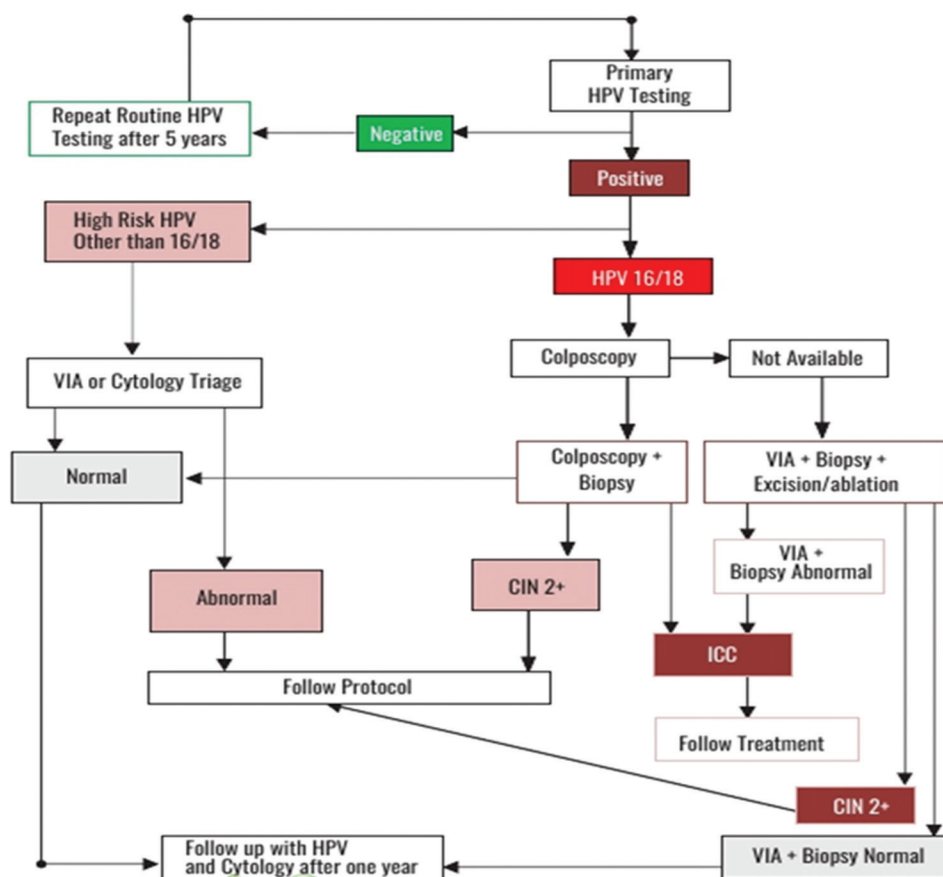 Primary
HPV Testing
Repeat Routine HPV
Testing after 5 years
Negative
Positive
High Risk HPV
Other than 16/18
HPV 16/18
Colposcopy
Not Available
VIA or Cytology Triage
Normal
Colposcopy +
Biopsy
VIA + Biopsy +
Excision/ablation
VIA +
Biopsy Abnormal
Abnormal
CIN 2+
ICC
Follow Protocol
Follow Treatment
CIN 2+
Follow up with HPV
and Cytology after one year
VIA + Biopsy Normal